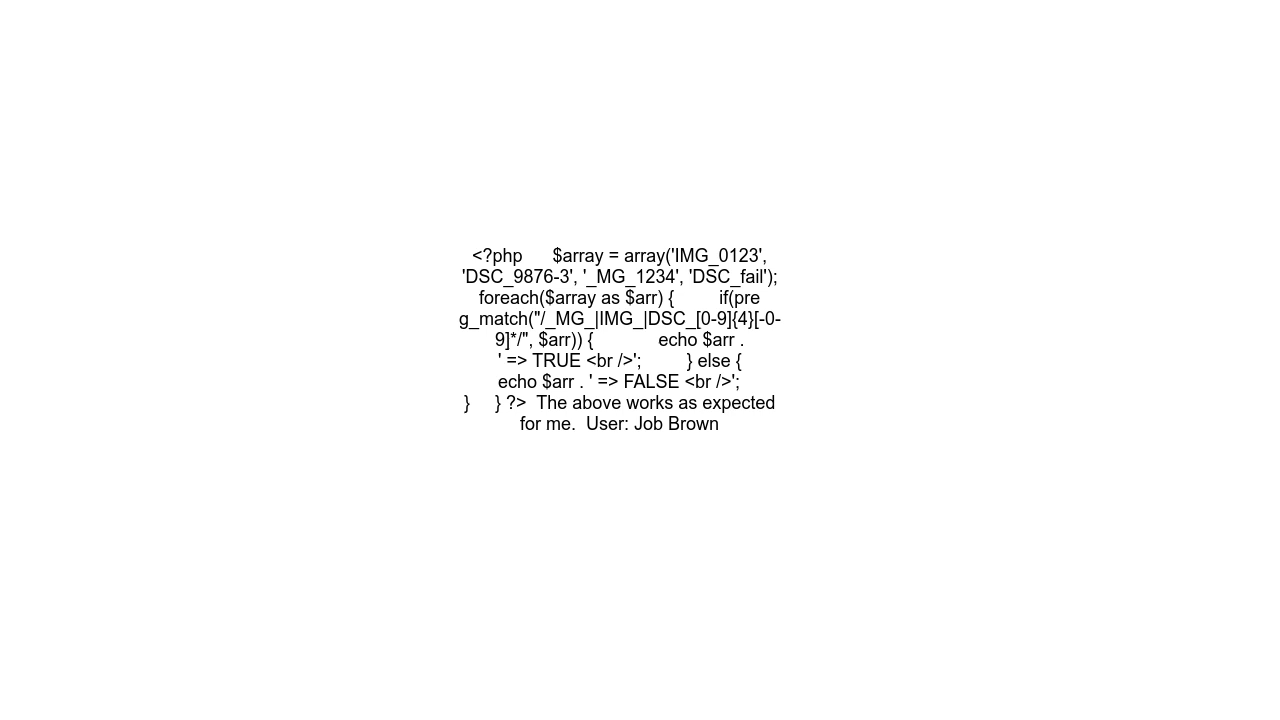 <?php      $array = array('IMG_0123',
'DSC_9876-3', '_MG_1234', 'DSC_fail');
foreach($array as $arr) {         if(pre
g_match("/_MG_|IMG_|DSC_[0-9]{4}[-0-
9]*/", $arr)) {             echo $arr .
' => TRUE <br />';         } else {
echo $arr . ' => FALSE <br />';
}     } ?>  The above works as expected
for me.  User: Job Brown